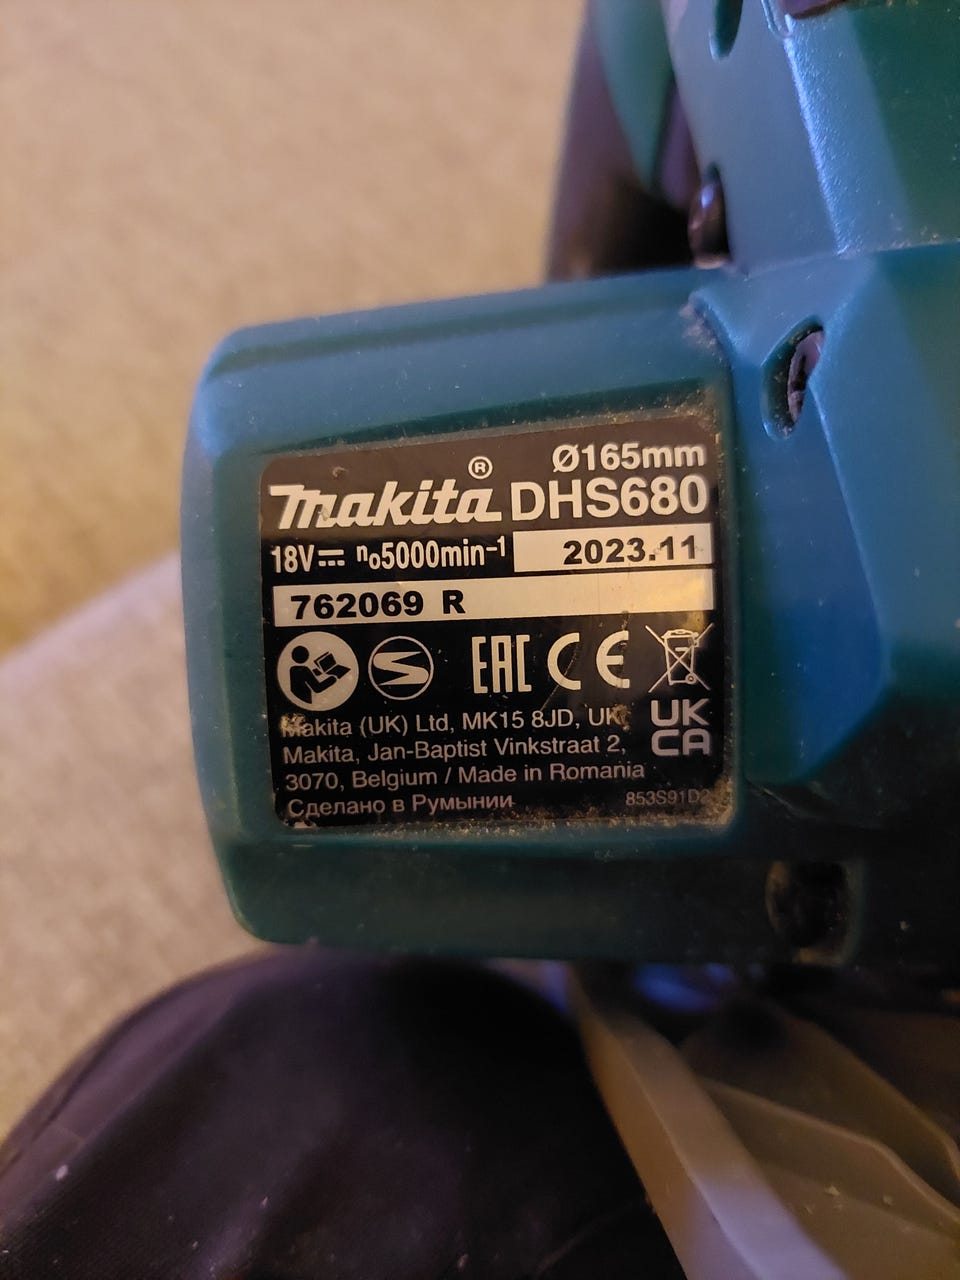 Ø165mm
makita® DHS680
18V⎓ n₀5000min⁻¹ 2023.11
762069 R
EAC CE
Makita (UK) Ltd, MK15 8JD, UK
Makita, Jan-Baptist Vinkstraat 2,
3070, Belgium / Made in Romania
Сделано в Румынии
UK
CA